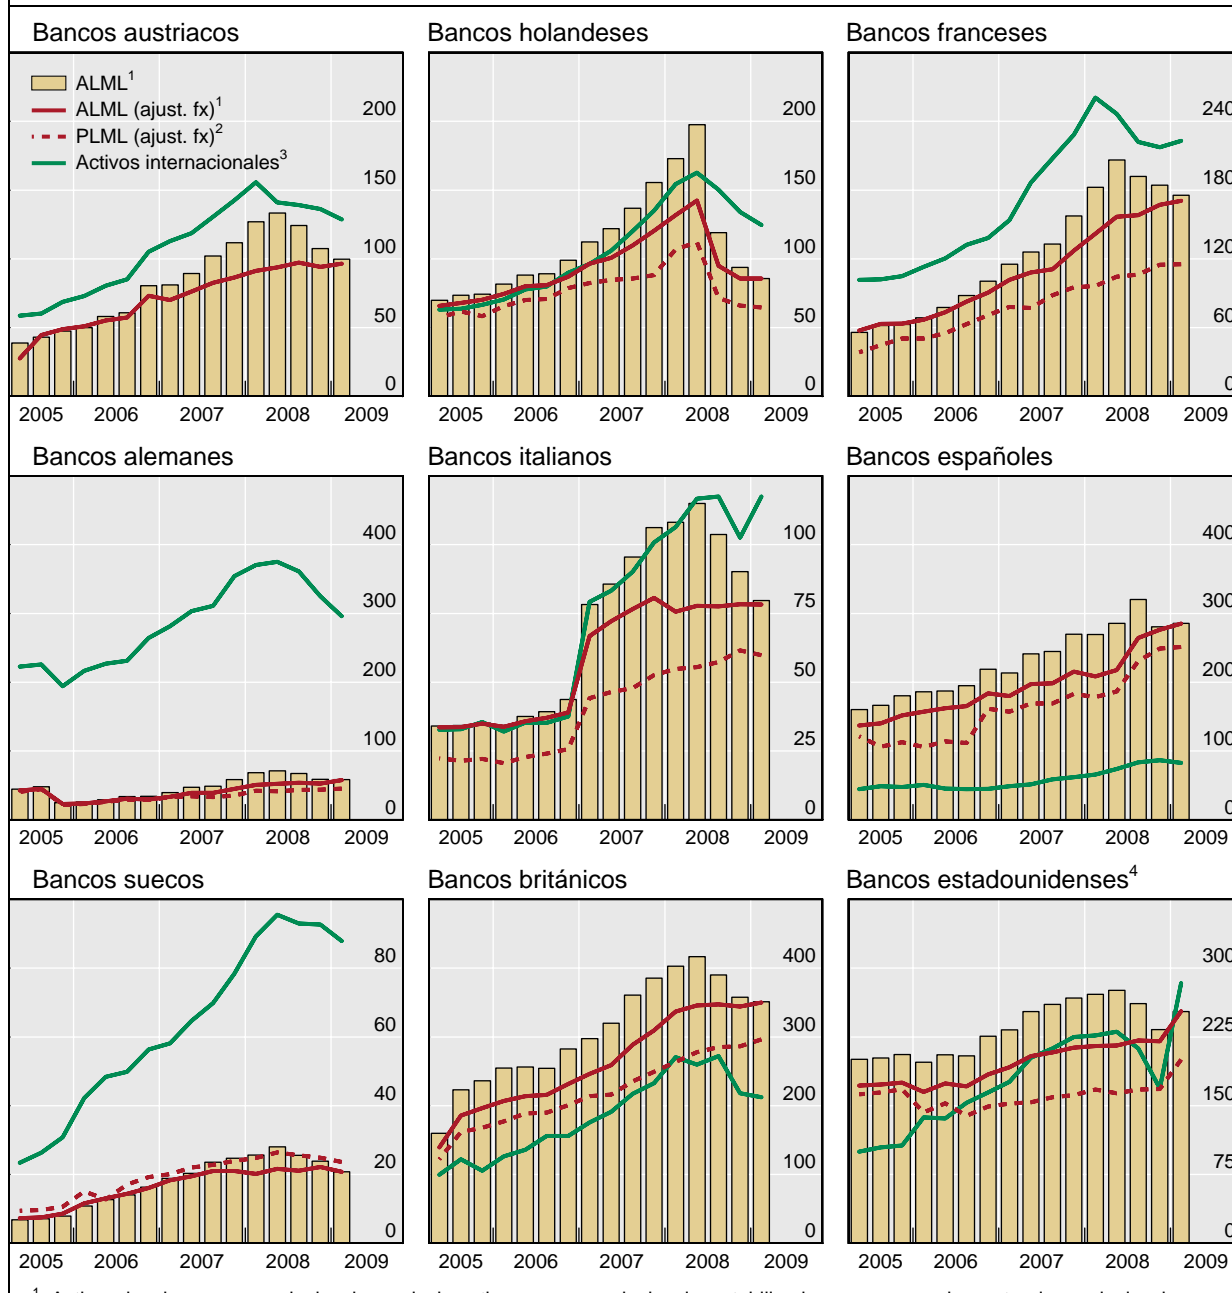 Bancos austriacos
ALML1
ALML (ajust. fx)1
PLML (ajust. fx)2
Activos internacionales3
200
150
100
50
0
2005 2006 2007 2008 2009
Bancos holandeses
200
150
100
50
0
2005 2006 2007 2008 2009
Bancos franceses
240
180
120
60
0
2005 2006 2007 2008 2009
Bancos alemanes
400
300
200
100
0
2005 2006 2007 2008 2009
Bancos italianos
100
75
50
25
0
2005 2006 2007 2008 2009
Bancos españoles
400
300
200
100
0
2005 2006 2007 2008 2009
Bancos suecos
80
60
40
20
0
2005 2006 2007 2008 2009
Bancos británicos
400
300
200
100
0
2005 2006 2007 2008 2009
Bancos estadounidenses4
300
225
150
75
0
2005 2006 2007 2008 2009